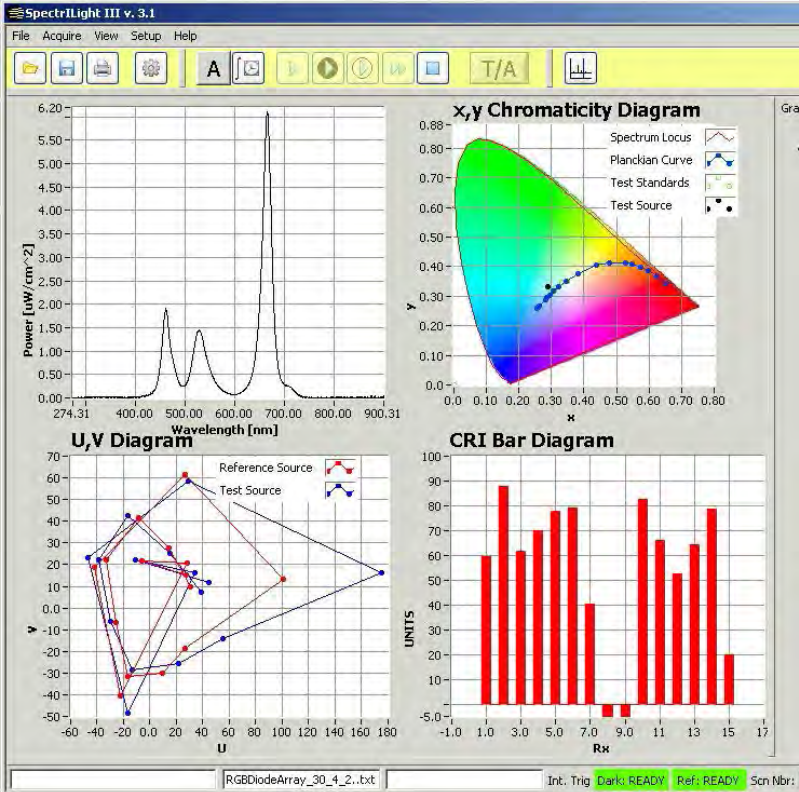 SpectrILight III v. 3.1
File Acquire View Setup Help
A T/A
6.20
5.50
5.00
4.50
4.00
3.50
3.00
2.50
2.00
1.50
1.00
0.50
0.00
Power [uW/cm^2]
274.31 400.00 500.00 600.00 700.00 800.00 900.31
Wavelength [nm]
x,y Chromaticity Diagram
Spectrum Locus
Planckian Curve
Test Standards
Test Source
0.88
0.80
0.70
0.60
0.50
0.40
0.30
0.20
0.10
0.0
y
0.0 0.10 0.20 0.30 0.40 0.50 0.60 0.70 0.80
x
Gra
U,V Diagram
Reference Source
Test Source
70
60
50
40
30
20
10
0.0
-10
-20
-30
-40
-50
V
-60 -40 -20 0.0 20 40 60 80 100 120 140 160 180
U
CRI Bar Diagram
100
90
80
70
60
50
40
30
20
10
-5.0
UNITS
-1.0 1.0 3.0 5.0 7.0 9.0 11 13 15 17
Rx
RGBDiodeArray_30_4_2..txt Int. Trig Dark: READY Ref: READY Scn Nbr: